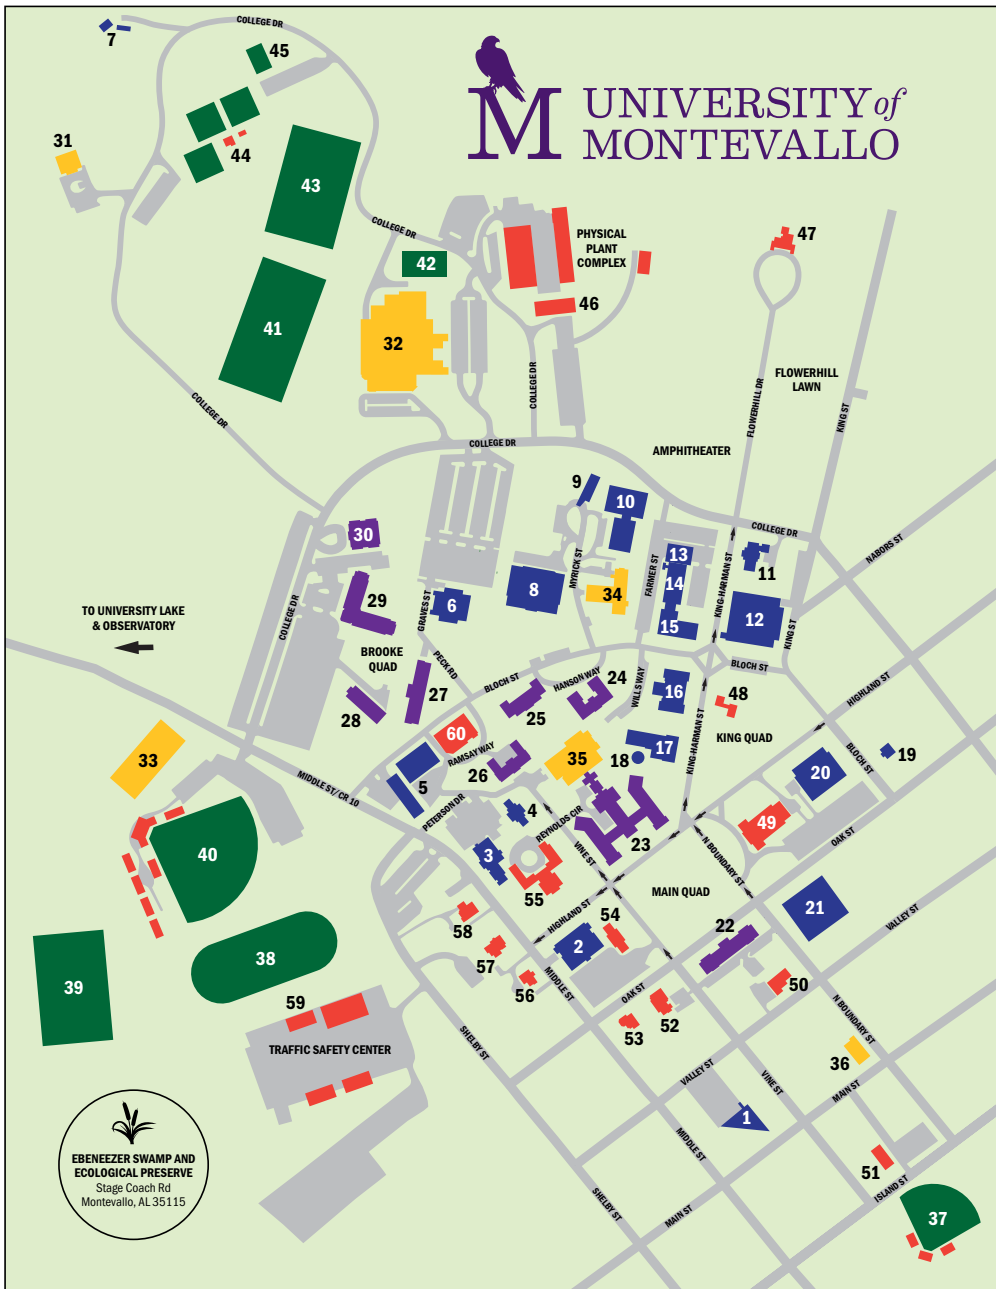 COLLEGE DR
7
45
UNIVERSITY of
M
MONTEVALLO
31
44
43
COLLEGE DR
PHYSICAL
PLANT
COMPLEX
47
42
46
41
32
FLOWERHILL
LAWN
COLLEGE DR
COLLEGE DR
FLOWERHILL DR
KING ST
COLLEGE DR
AMPHITHEATER
9
10
COLLEGE DR
30
NABORS ST
13
11
MYRICK ST
FARMER ST
KING-HARMAN ST
14
8
34
29
6
GRAVES ST
COLLEGE DR
12
15
KING ST
TO UNIVERSITY LAKE
& OBSERVATORY
BROOKE
QUAD
PECK RD
BLOCH ST
BLOCH ST
HANSON WAY
24
WILLS WAY
16
HIGHLAND ST
27
28
25
48
60
KING QUAD
KING-HARMAN ST
RAMSAY WAY
17
18
35
33
26
BLOCH ST
19
20
MIDDLE ST/ CR 10
5
PETERSON DR
4
REYNOLDS CIR
49
OAK ST
23
VINE ST
N BOUNDARY ST
3
40
MAIN QUAD
55
21
VALLEY ST
58
HIGHLAND ST
54
22
2
57
38
39
56
MIDDLE ST
50
OAK ST
52
53
N BOUNDARY ST
59
TRAFFIC SAFETY CENTER
SHELBY ST
36
VALLEY ST
VINE ST
MAIN ST
1
MIDDLE ST
EBENEEZER SWAMP AND
ECOLOGICAL PRESERVE
Stage Coach Rd
Montevallo, AL 35115
51
ISLAND ST
SHELBY ST
MAIN ST
37